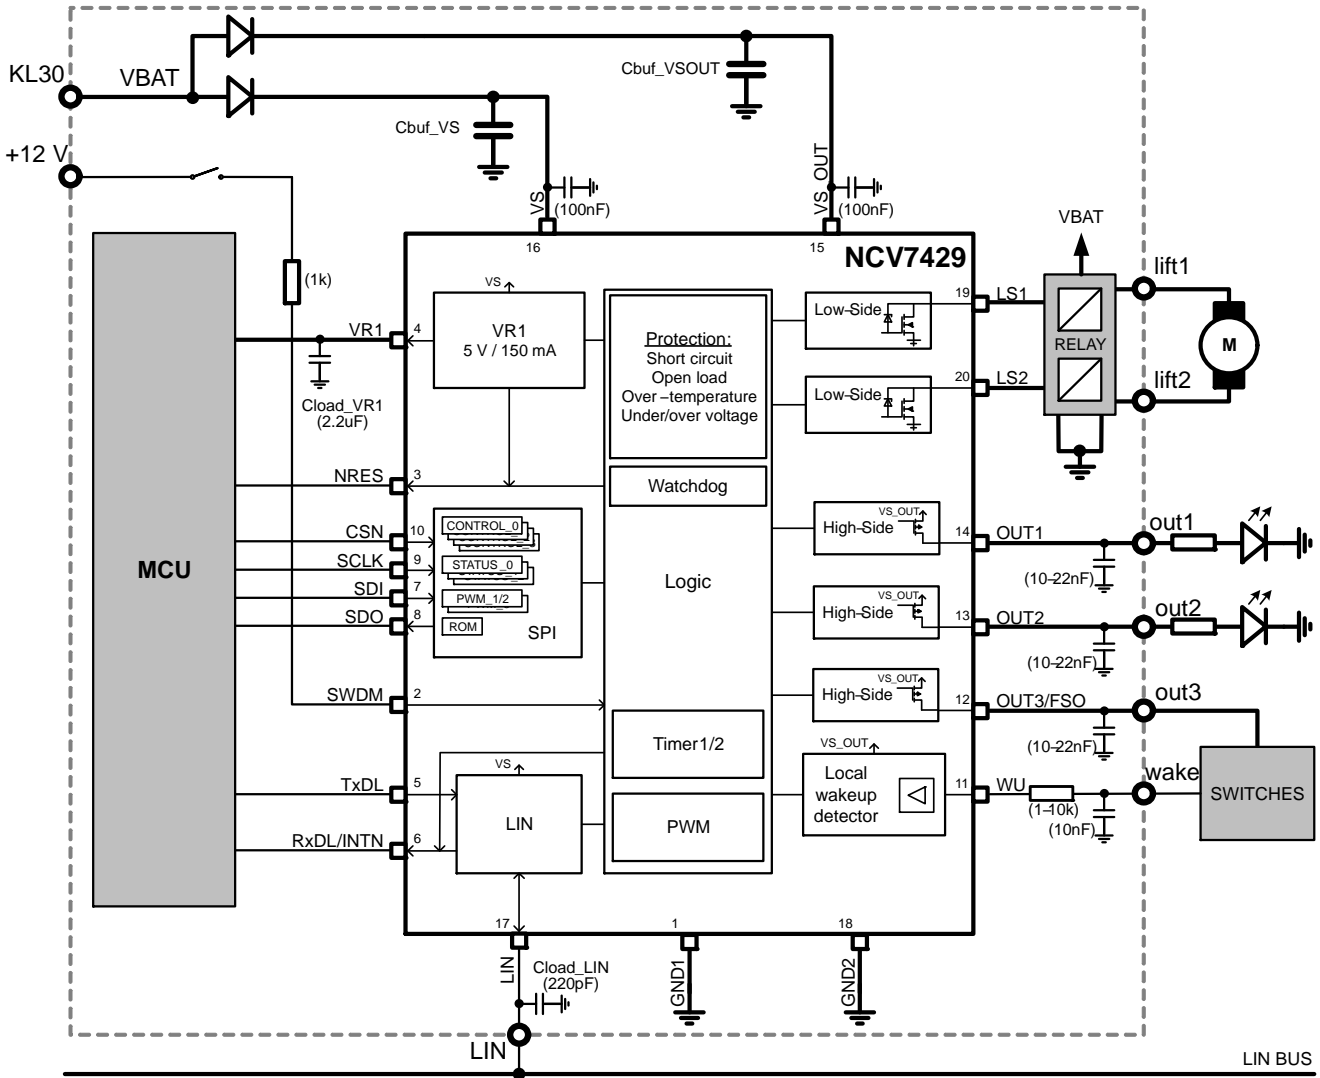 KL30
VBAT
Cbuf_VSOUT
Cbuf_VS
+12 V
VS
(100nF)
VS_OUT
(100nF)
16
15
NCV7429
VBAT
lift1
(1k)
VS
VR1
5 V / 150 mA
VR1
4
Cload_VR1
(2.2uF)
Protection:
Short circuit
Open load
Over–temperature
Under/over voltage
Low–Side
19
LS1
RELAY
M
Low–Side
20
LS2
lift2
NRES
3
Watchdog
MCU
CSN
10
SCLK
9
SDI
7
SDO
8
CONTROL_0
STATUS_0
PWM_1/2
ROM
SPI
Logic
VS_OUT
High–Side
14
OUT1
(10–22nF)
out1
VS_OUT
High–Side
13
OUT2
(10–22nF)
out2
VS_OUT
High–Side
12
OUT3/FSO
(10–22nF)
out3
SWDM
2
Timer1/2
VS_OUT
Local
wakeup
detector
11
WU
(1–10k)
(10nF)
wake
SWITCHES
TxDL
5
RxDL/INTN
6
VS
LIN
PWM
17
1
18
LIN
Cload_LIN
(220pF)
GND1
GND2
LIN
LIN BUS